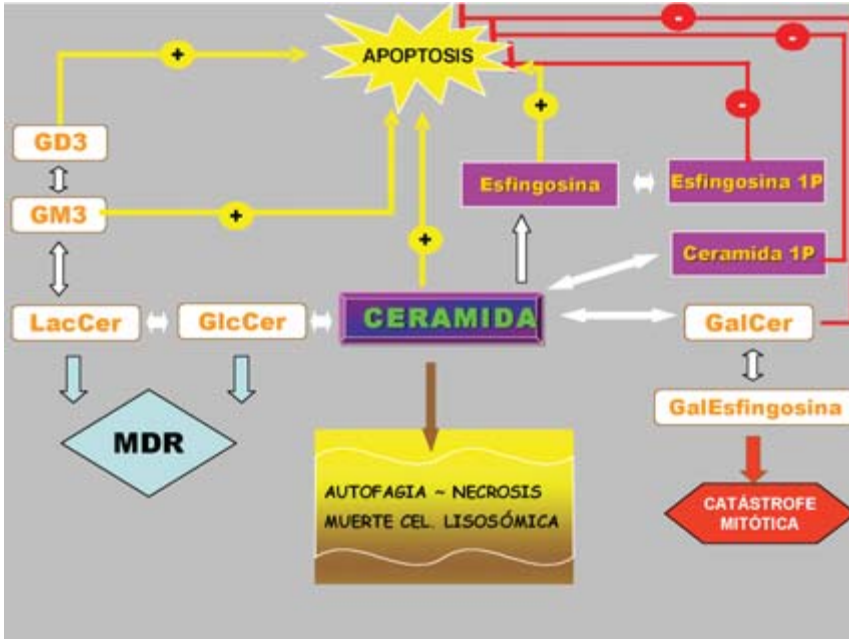 -
-
+
APOPTOSIS
-
+
GD3
Esfingosina
Esfingosina 1P
GM3
+
+
Ceramida 1P
LacCer
GlcCer
CERAMIDA
GalCer
GalEsfingosina
MDR
AUTOFAGIA ~ NECROSIS
MUERTE CEL. LISOSÓMICA
CATÁSTROFE
MITÓTICA